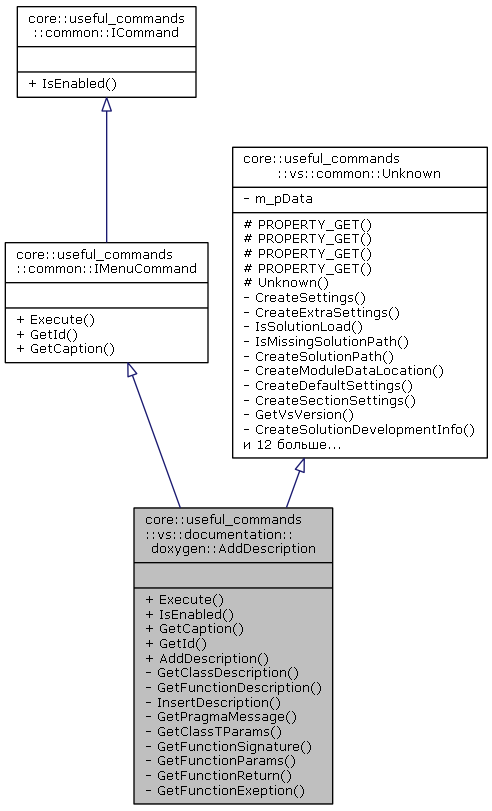 core::useful_commands
::common::ICommand
+ IsEnabled()
core::useful_commands
::vs::common::Unknown
- m_pData
# PROPERTY_GET()
# PROPERTY_GET()
# PROPERTY_GET()
# PROPERTY_GET()
# Unknown()
- CreateSettings()
- CreateExtraSettings()
- IsSolutionLoad()
- IsMissingSolutionPath()
- CreateSolutionPath()
- CreateModuleDataLocation()
- CreateDefaultSettings()
- CreateSectionSettings()
- GetVsVersion()
- CreateSolutionDevelopmentInfo()
и 12 больше...
core::useful_commands
::common::IMenuCommand
+ Execute()
+ GetId()
+ GetCaption()
core::useful_commands
::vs::documentation::
doxygen::AddDescription
+ Execute()
+ IsEnabled()
+ GetCaption()
+ GetId()
+ AddDescription()
- GetClassDescription()
- GetFunctionDescription()
- InsertDescription()
- GetPragmaMessage()
- GetClassTParams()
- GetFunctionSignature()
- GetFunctionParams()
- GetFunctionReturn()
- GetFunctionExeption()